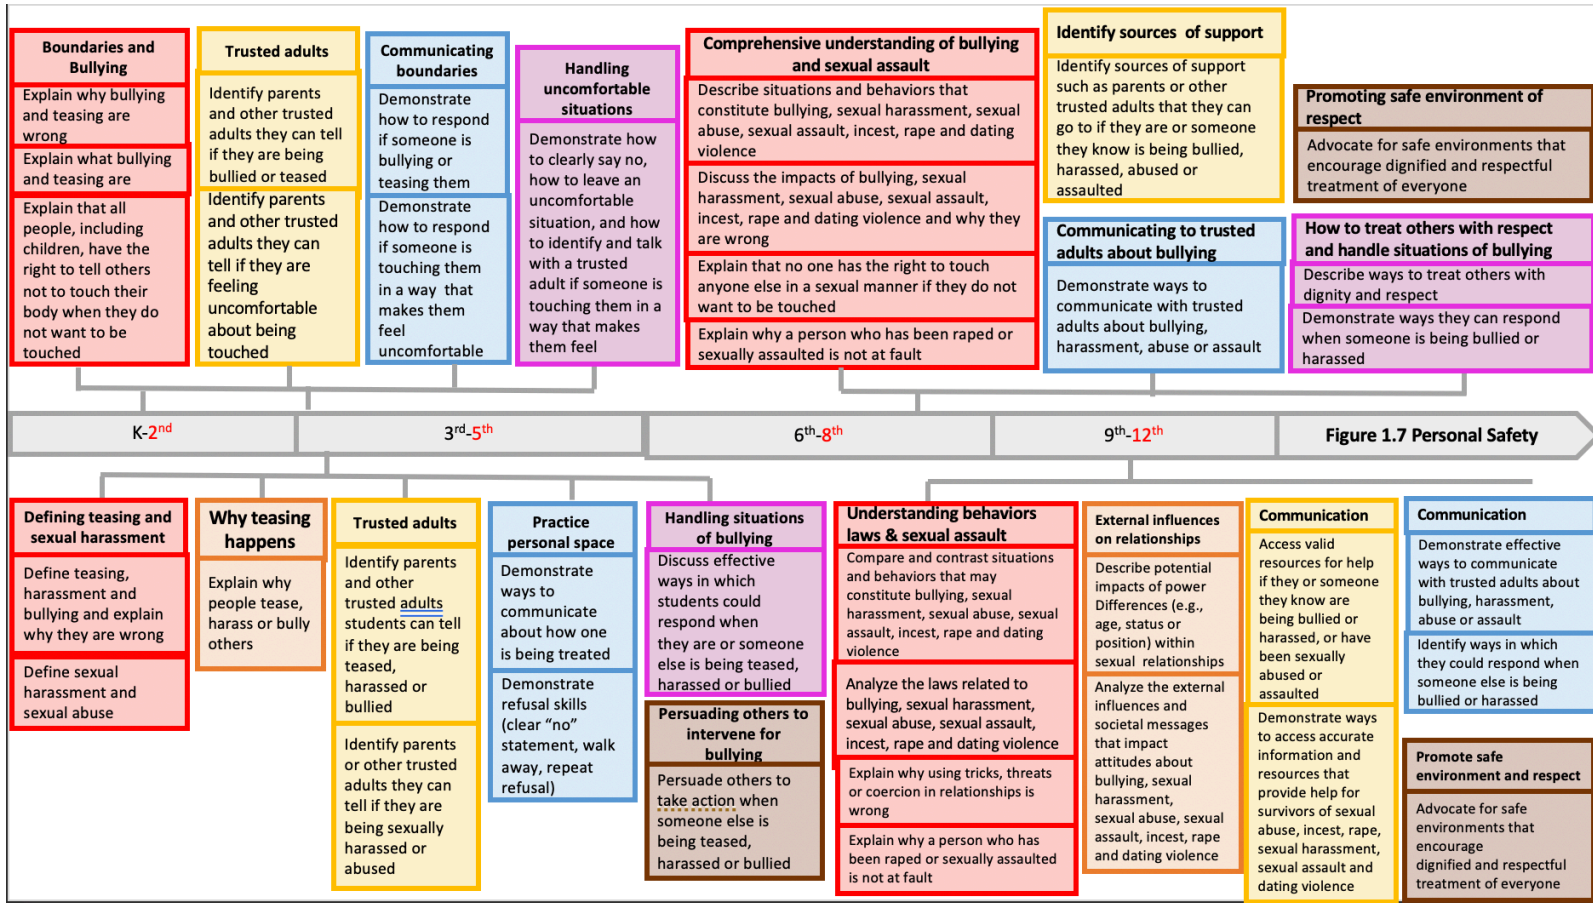 Boundaries and
Bullying
Explain why bullying
and teasing are
wrong
Explain what bullying
and teasing are
Explain that all
people, including
children, have the
right to tell others
not to touch their
body when they do
not want to be
touched
Trusted adults
Identify parents
and other trusted
adults they can tell
if they are being
bullied or teased
Identify parents
and other trusted
adults they can
tell if they are
feeling
uncomfortable
about being
touched
Communicating
boundaries
Demonstrate
how to respond
if someone is
bullying or
teasing them
Demonstrate
how to respond
if someone is
touching them
in a way that
makes them
feel
uncomfortable
Handling
uncomfortable
situations
Demonstrate how
to clearly say no,
how to leave an
uncomfortable
situation, and how
to identify and talk
with a trusted
adult if someone is
touching them in a
way that makes
them feel
Comprehensive understanding of bullying
and sexual assault
Describe situations and behaviors that
constitute bullying, sexual harassment, sexual
abuse, sexual assault, incest, rape and dating
violence
Discuss the impacts of bullying, sexual
harassment, sexual abuse, sexual assault,
incest, rape and dating violence and why they
are wrong
Explain that no one has the right to touch
anyone else in a sexual manner if they do not
want to be touched
Explain why a person who has been raped or
sexually assaulted is not at fault
Identify sources of support
Identify sources of support
such as parents or other
trusted adults that they can
go to if they are or someone
they know is being bullied,
harassed, abused or
assaulted
Communicating to trusted
adults about bullying
Demonstrate ways to
communicate with trusted
adults about bullying,
harassment, abuse or assault
Promoting safe environment of
respect
Advocate for safe environments that
encourage dignified and respectful
treatment of everyone
How to treat others with respect
and handle situations of bullying
Describe ways to treat others with
dignity and respect
Demonstrate ways they can respond
when someone is being bullied or
harassed
K-2nd
3rd-5th
6th-8th
9th-12th
Figure 1.7 Personal Safety
Defining teasing and
sexual harassment
Define teasing,
harassment and
bullying and explain
why they are wrong
Define sexual
harassment and
sexual abuse
Why teasing
happens
Explain why
people tease,
harass or bully
others
Trusted adults
Identify parents
and other
trusted adults
students can tell
if they are being
teased,
harassed or
bullied
Identify parents
or other trusted
adults they can
tell if they are
being sexually
harassed or
abused
Practice
personal space
Demonstrate
ways to
communicate
about how one
is being treated
Demonstrate
refusal skills
(clear “no”
statement, walk
away, repeat
refusal)
Handling situations
of bullying
Discuss effective
ways in which
students could
respond when
they are or someone
else is being teased,
harassed or bullied
Persuading others to
intervene for
bullying
Persuade others to
take action when
someone else is
being teased,
harassed or bullied
Understanding behaviors
laws & sexual assault
Compare and contrast situations
and behaviors that may
constitute bullying, sexual
harassment, sexual abuse, sexual
assault, incest, rape and dating
violence
Analyze the laws related to
bullying, sexual harassment,
sexual abuse, sexual assault,
incest, rape and dating violence
Explain why using tricks, threats
or coercion in relationships is
wrong
Explain why a person who has
been raped or sexually assaulted
is not at fault
External influences
on relationships
Describe potential
impacts of power
Differences (e.g.,
age, status or
position) within
sexual relationships
Analyze the external
influences and
societal messages
that impact
attitudes about
bullying, sexual
harassment,
sexual abuse, sexual
assault, incest, rape
and dating violence
Communication
Access valid
resources for help
if they or someone
they know are
being bullied or
harassed, or have
been sexually
abused or
assaulted
Demonstrate ways
to access accurate
information and
resources that
provide help for
survivors of sexual
abuse, incest, rape,
sexual harassment,
sexual assault and
dating violence
Communication
Demonstrate effective
ways to communicate
with trusted adults about
bullying, harassment,
abuse or assault
Identify ways in which
they could respond when
someone else is being
bullied or harassed
Promote safe
environment and respect
Advocate for safe
environments that
encourage
dignified and respectful
treatment of everyone